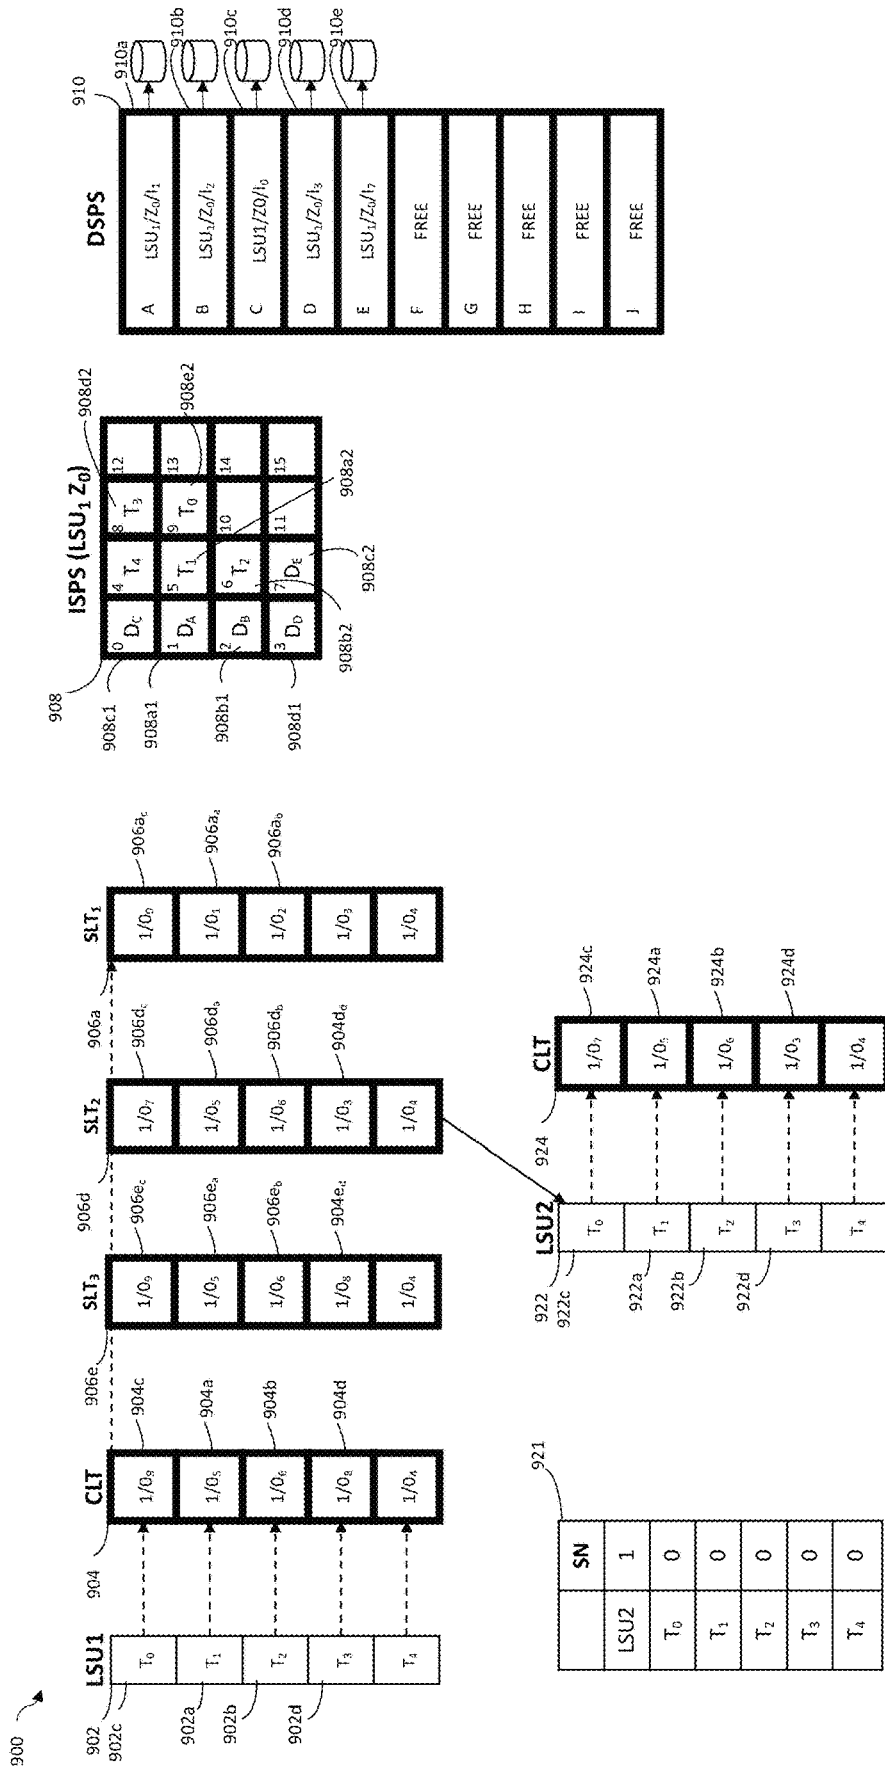 900
LSU1
902
902c
902a
902b
902d
T₀
T₁
T₂
T₃
T₄
CLT
904
1/0₉
1/0₅
1/0₆
1/0₈
1/0₄
904c
904a
904b
904d
SLT₃
906e
1/0₉
1/0₅
1/0₆
1/0₈
1/0₄
906ec
906ea
906eb
904ed
SLT₂
906d
1/0₇
1/0₅
1/0₆
1/0₃
1/0₄
906dc
906da
906db
904dd
SLT₁
906a
1/0₉
1/0₁
1/0₂
1/0₃
1/0₄
906ac
906aa
906ab
ISPS (LSU₁ Z₀)
908
908c1
908a1
908b1
908d1
0 DC
4 T₄
8 T₃
12
1 DA
5 T₁
9 T₀
13
2 DB
6 T₂
10
14
3 DD
7 DE
11
15
908d2
908e2
908a2
908c2
908b2
DSPS
910
A LSU₁/Z₀/I₁
B LSU₁/Z₀/I₂
C LSU1/Z0/I₀
D LSU₁/Z₀/I₃
E LSU₁/Z₀/I₇
F FREE
G FREE
H FREE
I FREE
J FREE
910a
910b
910c
910d
910e
921
SN
LSU2 1
T₀ 0
T₁ 0
T₂ 0
T₃ 0
T₄ 0
LSU2
922
922c
922a
922b
922d
T₀
T₁
T₂
T₃
T₄
CLT
924
1/0₇
1/0₅
1/0₆
1/0₃
1/0₄
924c
924a
924b
924d